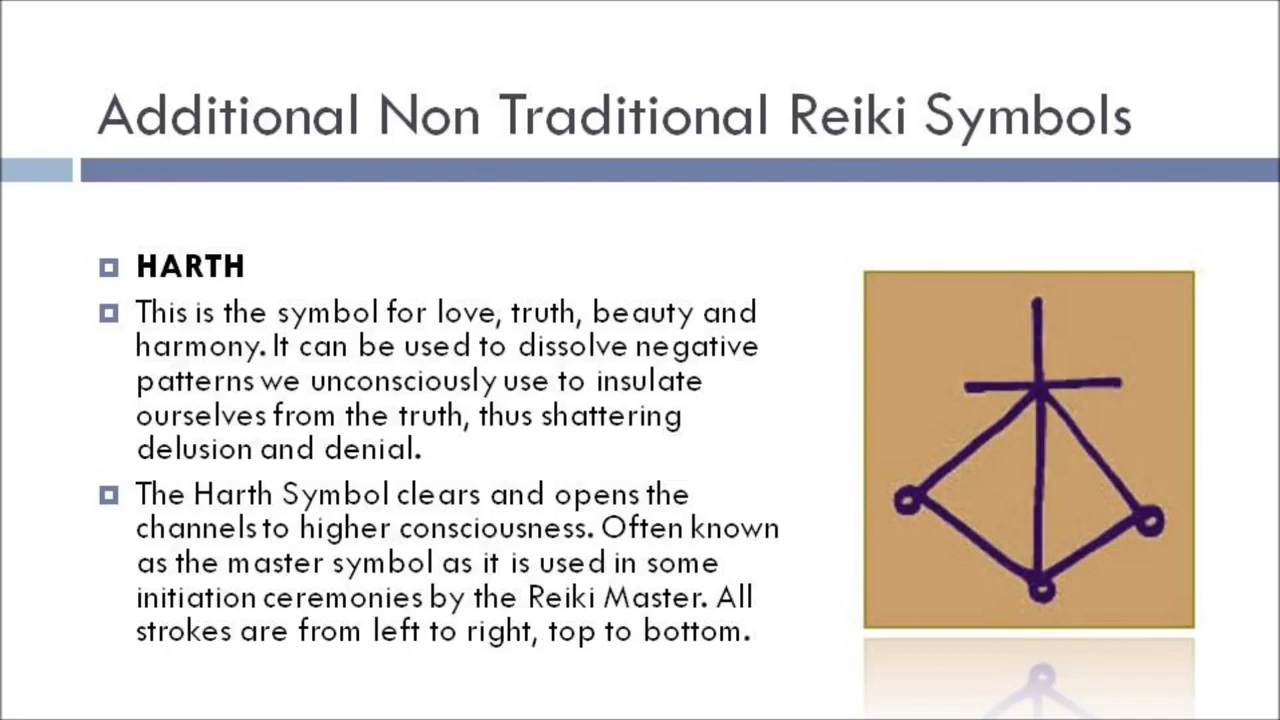 Additional Non Traditional Reiki Symbols
HARTH
This is the symbol for love, truth, beauty and
harmony. It can be used to dissolve negative
patterns we unconsciously use to insulate
ourselves from the truth, thus shattering
delusion and denial.
The Harth Symbol clears and opens the
channels to higher consciousness. Often known
as the master symbol as it is used in some
initiation ceremonies by the Reiki Master. All
strokes are from left to right, top to bottom.